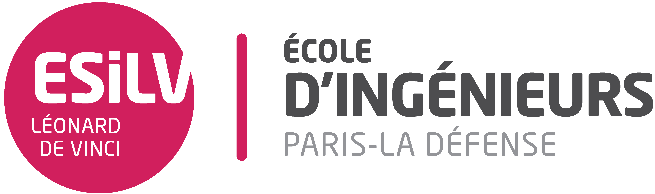 ESiLV
LÉONARD
DE VINCI
ÉCOLE
D'INGÉNIEURS
PARIS-LA DÉFENSE